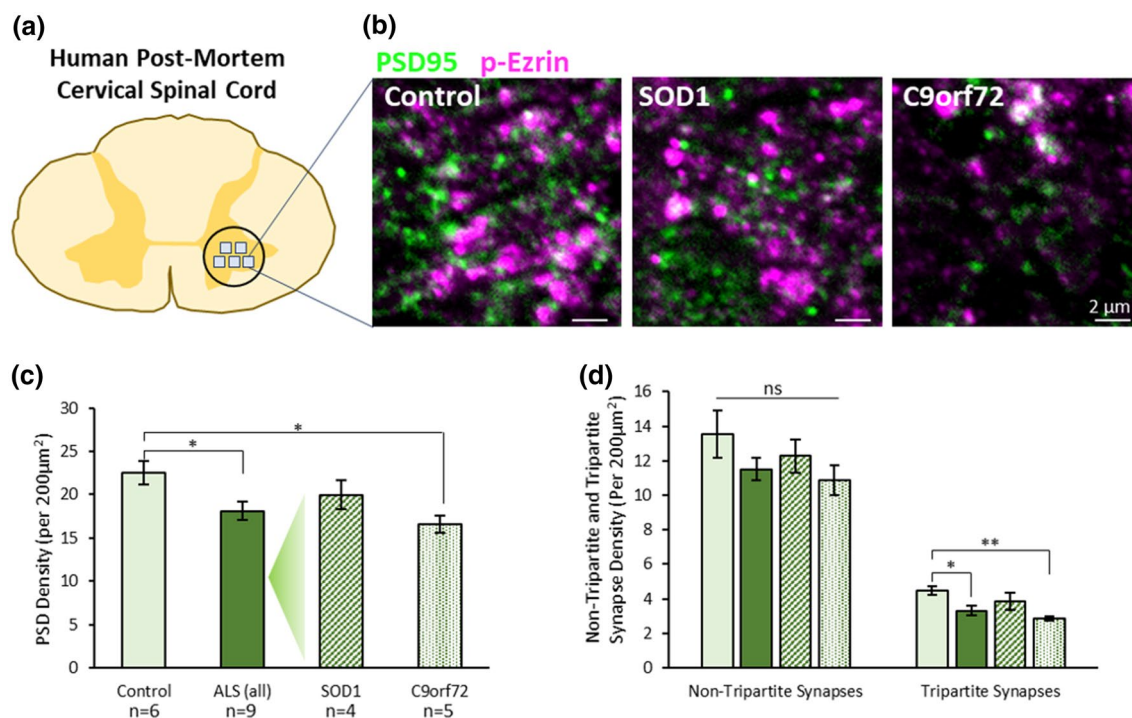 (a)
Human Post-Mortem
Cervical Spinal Cord
(b)
PSD95 p-Ezrin
Control
SOD1
C9orf72
2 µm
(c)
PSD Density (per 200µm²)
30
25
20
15
10
5
0
*
*
Control
n=6
ALS (all)
n=9
SOD1
n=4
C9orf72
n=5
(d)
Non-Tripartite and Tripartite
Synapse Density (Per 200µm²)
16
14
12
10
8
6
4
2
0
ns
*
**
Non-Tripartite Synapses
Tripartite Synapses